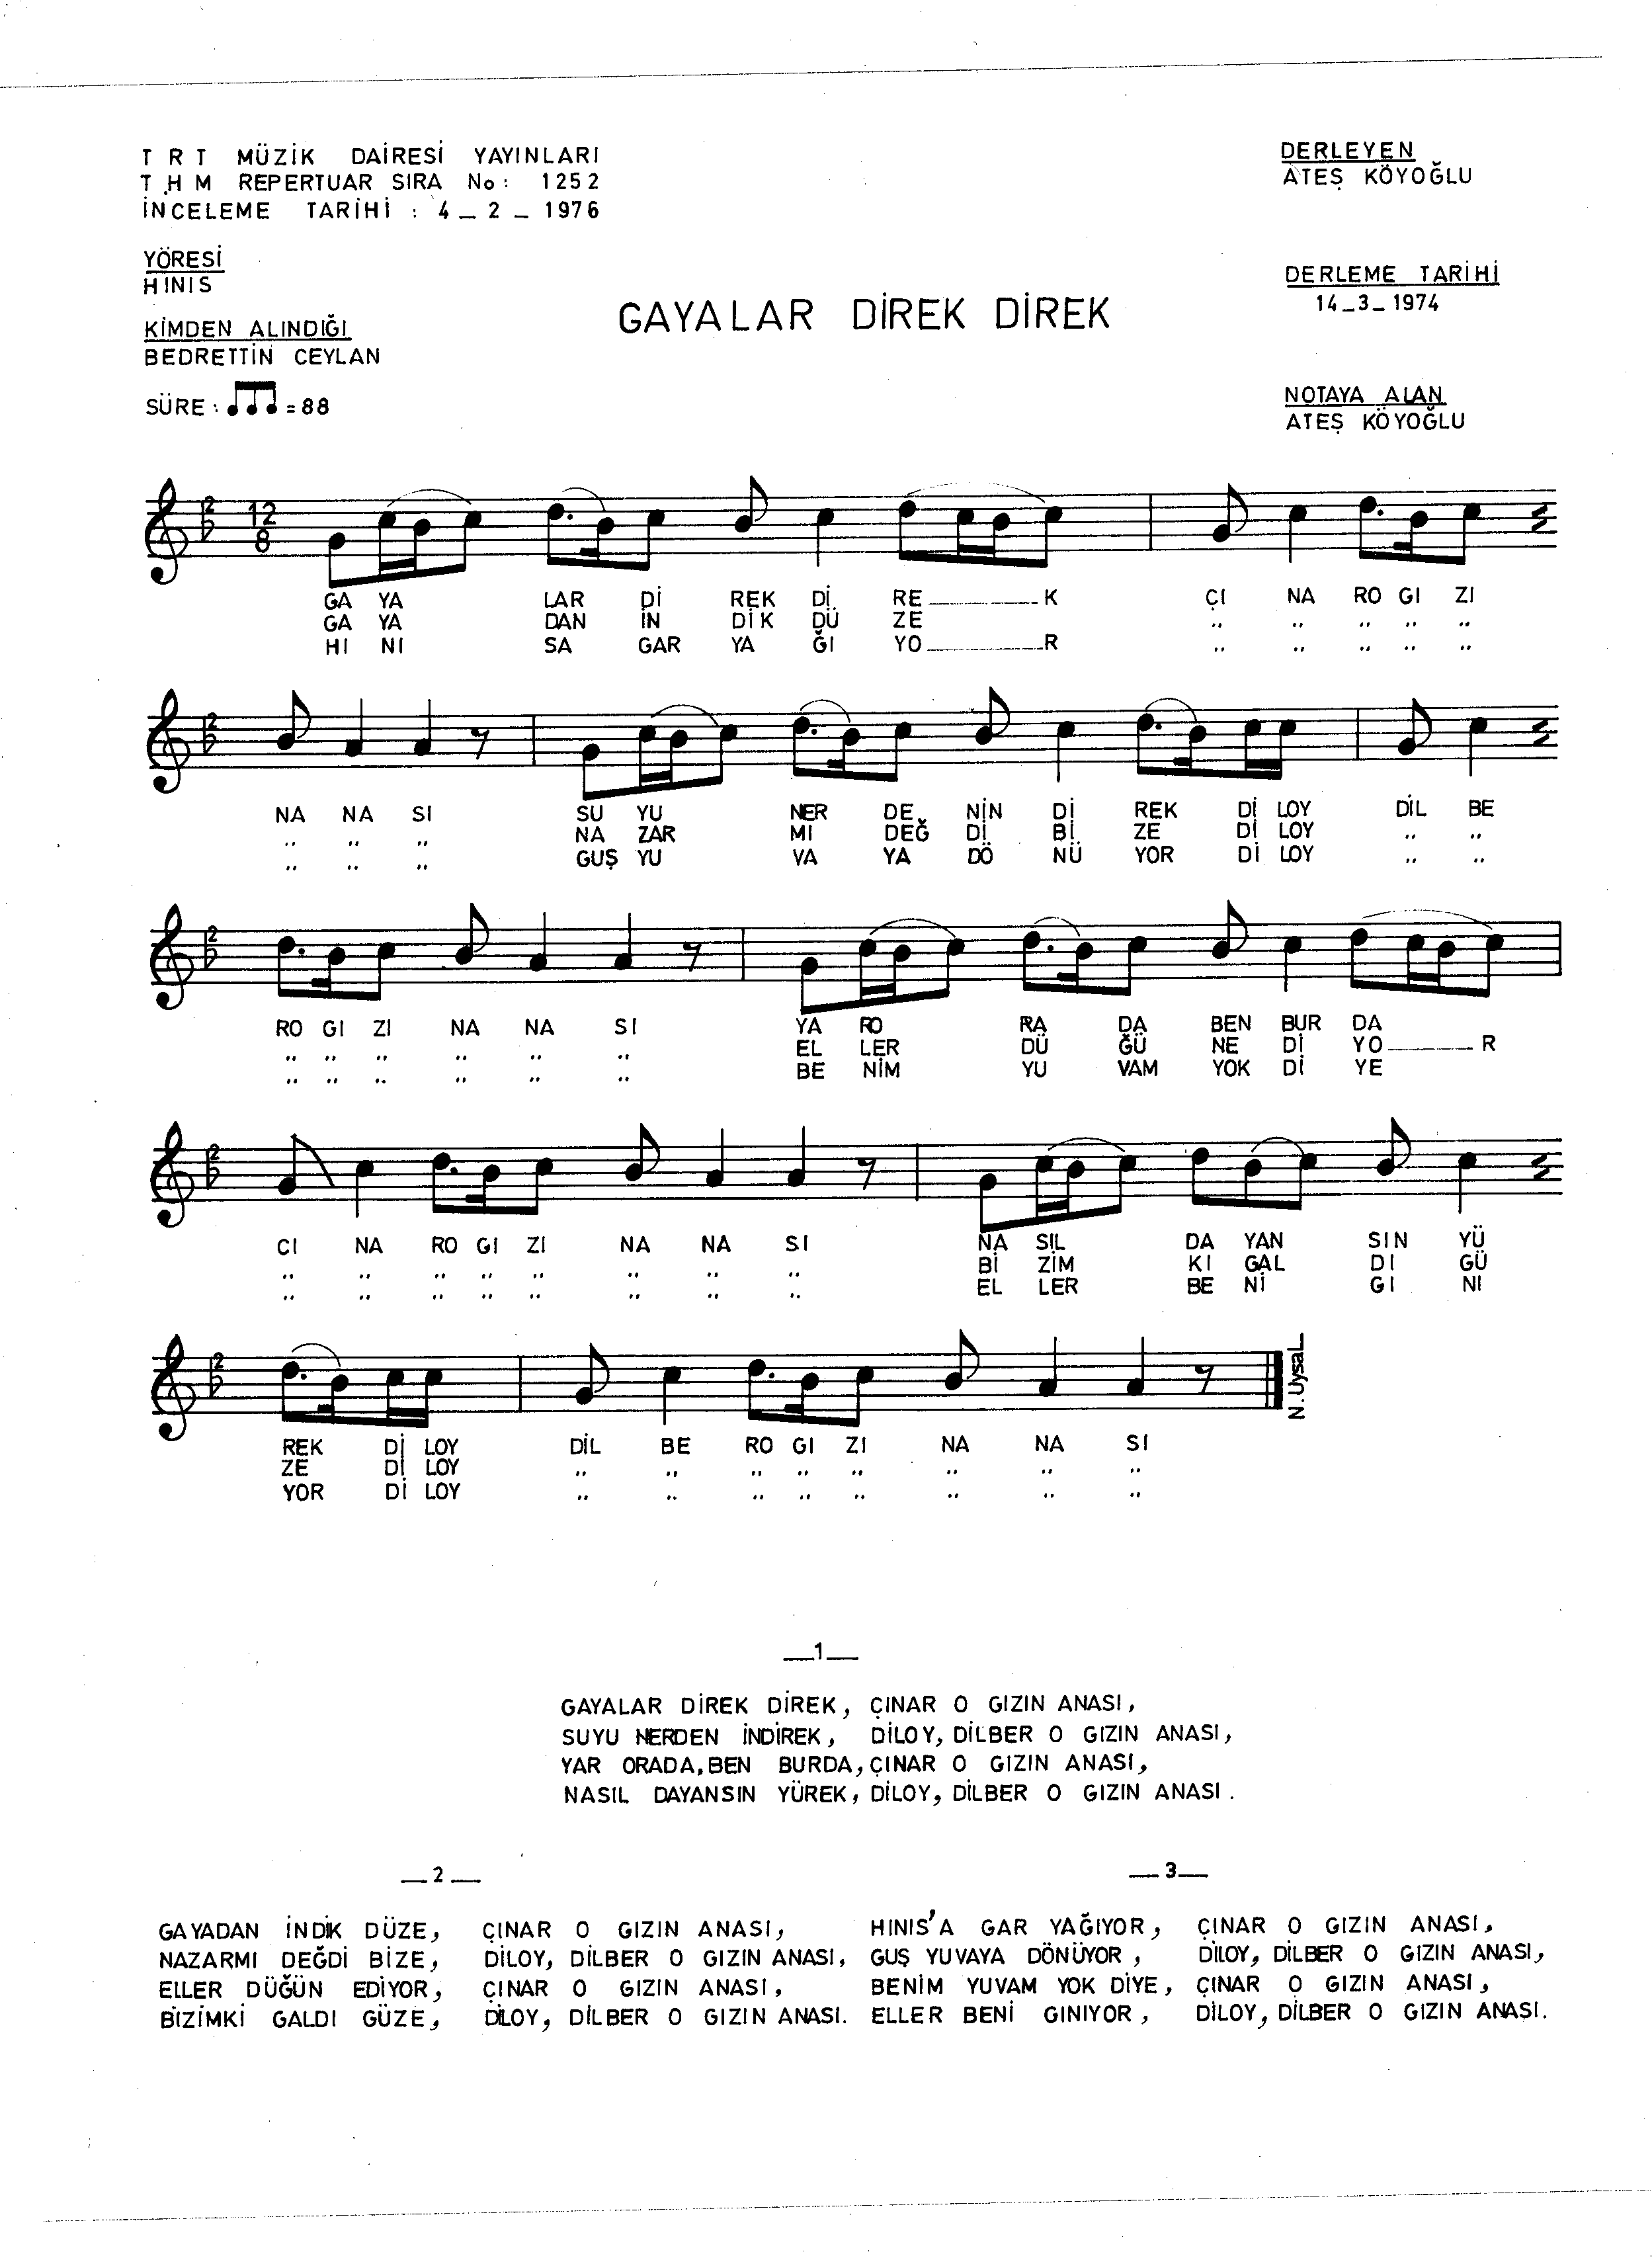 T R T MÜZİK DAİRESİ YAYINLARI
T H M REPERTUAR SIRA No: 1252
İNCELEME TARİHİ : 4_2_1976
DERLEYEN
ATEŞ KÖYOĞLU
YÖRESİ
HINIS
DERLEME TARİHİ
14_3_1974
GAYALAR DİREK DİREK
KİMDEN ALINDIĞI
BEDRETTİN CEYLAN
SÜRE : = 88
NOTAYA ALAN
ATEŞ KÖYOĞLU
2
12
8
GA YA LAR Dİ REK Dİ RE____K ÇI NA RO GI ZI
GA YA DAN İN DİK DÜ ZE ,, ,, ,, ,, ,,
HI NI SA GAR YA ĞI YO____R ,, ,, ,, ,, ,,
2
NA NA SI SU YU NER DE NİN Dİ REK Dİ LOY DİL BE
,, ,, ,, NA ZAR MI DEĞ Dİ Bİ ZE Dİ LOY ,, ,,
,, ,, ,, GUŞ YU VA YA DÖ NÜ YOR Dİ LOY ,, ,,
2
RO GI ZI NA NA SI YA RO RA DA BEN BUR DA
,, ,, ,, ,, ,, ,, EL LER DÜ ĞÜ NE Dİ YO____R
,, ,, ,, ,, ,, ,, BE NİM YU VAM YOK Dİ YE
2
CI NA RO GI ZI NA NA SI NA SIL DA YAN SIN YÜ
,, ,, ,, ,, ,, ,, ,, ,, Bİ ZİM KI GAL DI GÜ
,, ,, ,, ,, ,, ,, ,, ,, EL LER BE Nİ GI NI
2
N. Uysal
REK Dİ LOY DİL BE RO GI ZI NA NA SI
ZE Dİ LOY ,, ,, ,, ,, ,, ,, ,, ,,
YOR Dİ LOY ,, ,, ,, ,, ,, ,, ,, ,,
_1_
GAYALAR DİREK DİREK, ÇINAR O GIZIN ANASI,
SUYU NERDEN İNDİREK, DİLOY, DİLBER O GIZIN ANASI,
YAR ORADA, BEN BURDA, ÇINAR O GIZIN ANASI,
NASIL DAYANSIN YÜREK, DİLOY, DİLBER O GIZIN ANASI.
_2_
GAYADAN İNDİK DÜZE, ÇINAR O GIZIN ANASI,
NAZARMI DEĞDİ BİZE, DİLOY, DİLBER O GIZIN ANASI,
ELLER DÜĞÜN EDİYOR, ÇINAR O GIZIN ANASI,
BİZİMKİ GALDI GÜZE, DİLOY, DİLBER O GIZIN ANASI.
_3_
HINIS'A GAR YAĞIYOR, ÇINAR O GIZIN ANASI,
GUŞ YUVAYA DÖNÜYOR, DİLOY, DİLBER O GIZIN ANASI,
BENİM YUVAM YOK DİYE, ÇINAR O GIZIN ANASI,
ELLER BENİ GINIYOR, DİLOY, DİLBER O GIZIN ANASI.